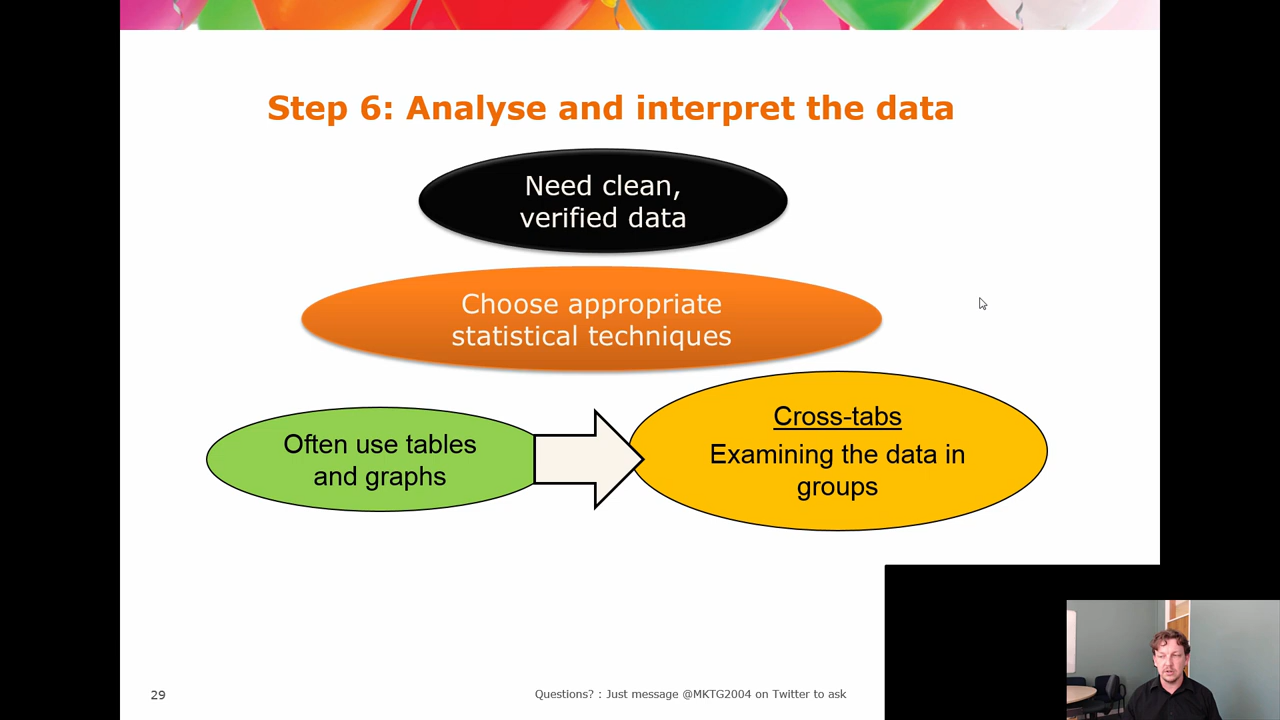 Step 6: Analyse and interpret the data
Need clean,
verified data
Choose appropriate
statistical techniques
Often use tables
and graphs
Cross-tabs
Examining the data in
groups
29
Questions? : Just message @MKTG2004 on Twitter to ask